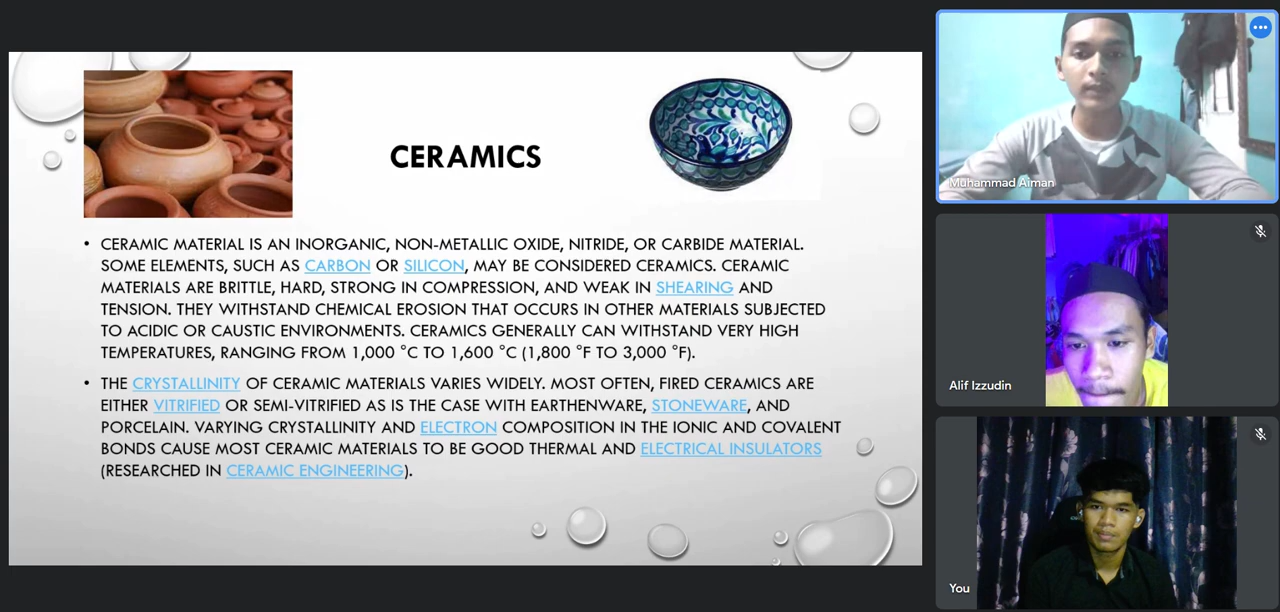 CERAMICS
• CERAMIC MATERIAL IS AN INORGANIC, NON-METALLIC OXIDE, NITRIDE, OR CARBIDE MATERIAL.
SOME ELEMENTS, SUCH AS CARBON OR SILICON, MAY BE CONSIDERED CERAMICS. CERAMIC
MATERIALS ARE BRITTLE, HARD, STRONG IN COMPRESSION, AND WEAK IN SHEARING AND
TENSION. THEY WITHSTAND CHEMICAL EROSION THAT OCCURS IN OTHER MATERIALS SUBJECTED
TO ACIDIC OR CAUSTIC ENVIRONMENTS. CERAMICS GENERALLY CAN WITHSTAND VERY HIGH
TEMPERATURES, RANGING FROM 1,000 °C TO 1,600 °C (1,800 °F TO 3,000 °F).
• THE CRYSTALLINITY OF CERAMIC MATERIALS VARIES WIDELY. MOST OFTEN, FIRED CERAMICS ARE
EITHER VITRIFIED OR SEMI-VITRIFIED AS IS THE CASE WITH EARTHENWARE, STONEWARE, AND
PORCELAIN. VARYING CRYSTALLINITY AND ELECTRON COMPOSITION IN THE IONIC AND COVALENT
BONDS CAUSE MOST CERAMIC MATERIALS TO BE GOOD THERMAL AND ELECTRICAL INSULATORS
(RESEARCHED IN CERAMIC ENGINEERING).
Muhammad Aiman
Alif Izzudin
You